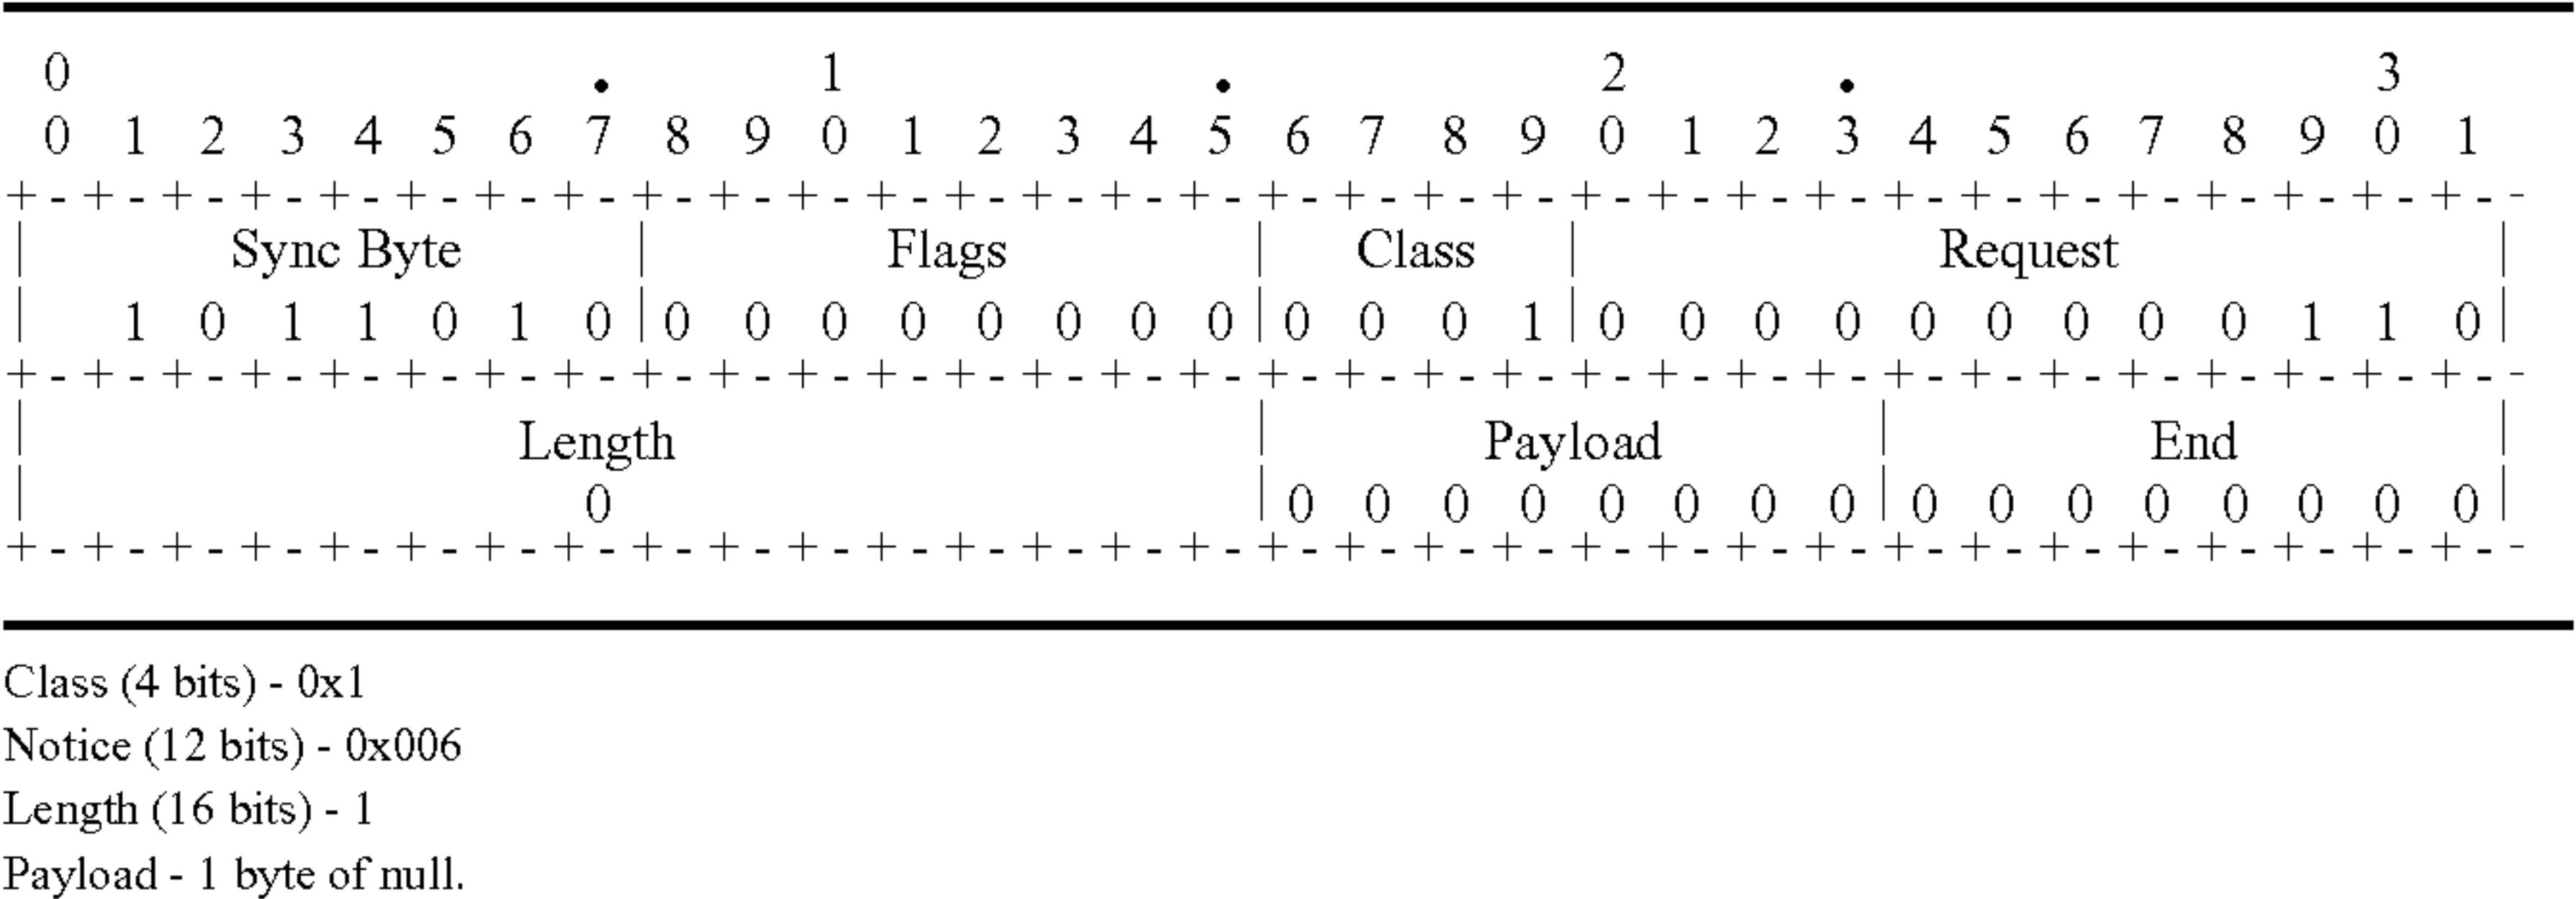 0 1 2 3
0 1 2 3 4 5 6 7 8 9 0 1 2 3 4 5 6 7 8 9 0 1 2 3 4 5 6 7 8 9 0 1
+-+-+-+-+-+-+-+-+-+-+-+-+-+-+-+-+-+-+-+-+-+-+-+-+-+-+-+-+-+-+-+--
| Sync Byte | Flags | Class | Request |
| 1 0 1 1 0 1 0 | 0 0 0 0 0 0 0 0 | 0 0 0 1 | 0 0 0 0 0 0 0 0 0 1 1 0 |
+-+-+-+-+-+-+-+-+-+-+-+-+-+-+-+-+-+-+-+-+-+-+-+-+-+-+-+-+-+-+-+--
| Length | Payload | End |
| 0 | 0 0 0 0 0 0 0 0 | 0 0 0 0 0 0 0 0 |
+-+-+-+-+-+-+-+-+-+-+-+-+-+-+-+-+-+-+-+-+-+-+-+-+-+-+-+-+-+-+-+--
Class (4 bits) - 0x1
Notice (12 bits) - 0x006
Length (16 bits) - 1
Payload - 1 byte of null.